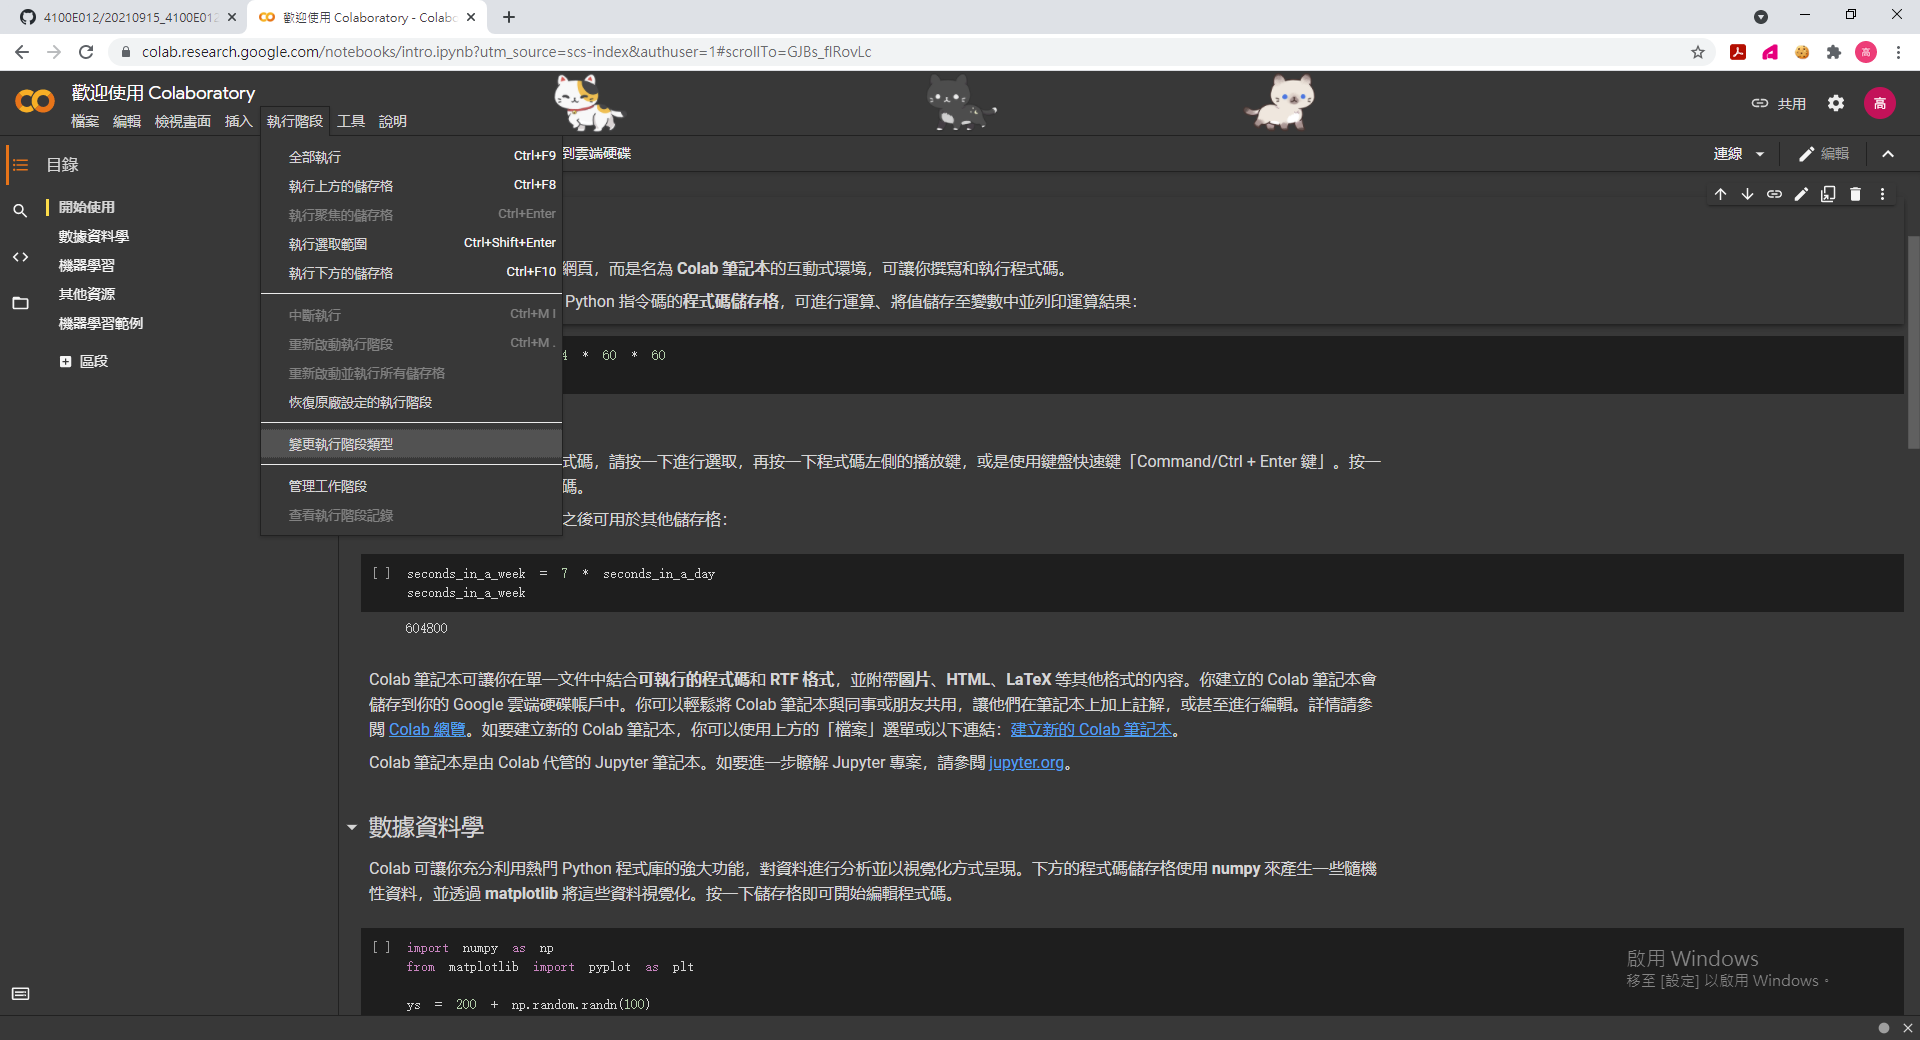 4100E012/20210915_4100E012
歡迎使用 Colaboratory - Colabo
colab.research.google.com/notebooks/intro.ipynb?utm_source=scs-index&authuser=1#scrollTo=GJBs_flRovLc
高
歡迎使用 Colaboratory
檔案 編輯 檢視畫面 插入 執行階段 工具 說明
共用
高
目錄
開始使用
數據資料學
機器學習
其他資源
機器學習範例
區段
全部執行 Ctrl+F9
執行上方的儲存格 Ctrl+F8
執行聚焦的儲存格 Ctrl+Enter
執行選取範圍 Ctrl+Shift+Enter
執行下方的儲存格 Ctrl+F10
中斷執行 Ctrl+M I
重新啟動執行階段 Ctrl+M .
重新啟動並執行所有儲存格
恢復原廠設定的執行階段
變更執行階段類型
管理工作階段
查看執行階段記錄
到雲端硬碟
連線 編輯
網頁，而是名為 Colab 筆記本的互動式環境，可讓你撰寫和執行程式碼。
Python 指令碼的程式碼儲存格，可進行運算、將值儲存至變數中並列印運算結果：
4 * 60 * 60
式碼，請按一下進行選取，再按一下程式碼左側的播放鍵，或是使用鍵盤快速鍵「Command/Ctrl + Enter 鍵」。按一
碼。
之後可用於其他儲存格：
[ ] seconds_in_a_week = 7 * seconds_in_a_day
seconds_in_a_week
604800
Colab 筆記本可讓你在單一文件中結合可執行的程式碼和 RTF 格式，並附帶圖片、HTML、LaTeX 等其他格式的內容。你建立的 Colab 筆記本會
儲存到你的 Google 雲端硬碟帳戶中。你可以輕鬆將 Colab 筆記本與同事或朋友共用，讓他們在筆記本上加上註解，或甚至進行編輯。詳情請參
閱 Colab 總覽。如要建立新的 Colab 筆記本，你可以使用上方的「檔案」選單或以下連結：建立新的 Colab 筆記本。
Colab 筆記本是由 Colab 代管的 Jupyter 筆記本。如要進一步瞭解 Jupyter 專案，請參閱 jupyter.org。
數據資料學
Colab 可讓你充分利用熱門 Python 程式庫的強大功能，對資料進行分析並以視覺化方式呈現。下方的程式碼儲存格使用 numpy 來產生一些隨機
性資料，並透過 matplotlib 將這些資料視覺化。按一下儲存格即可開始編輯程式碼。
[ ] import numpy as np
from matplotlib import pyplot as plt
ys = 200 + np.random.randn(100)
啟用 Windows
移至 [設定] 以啟用 Windows。